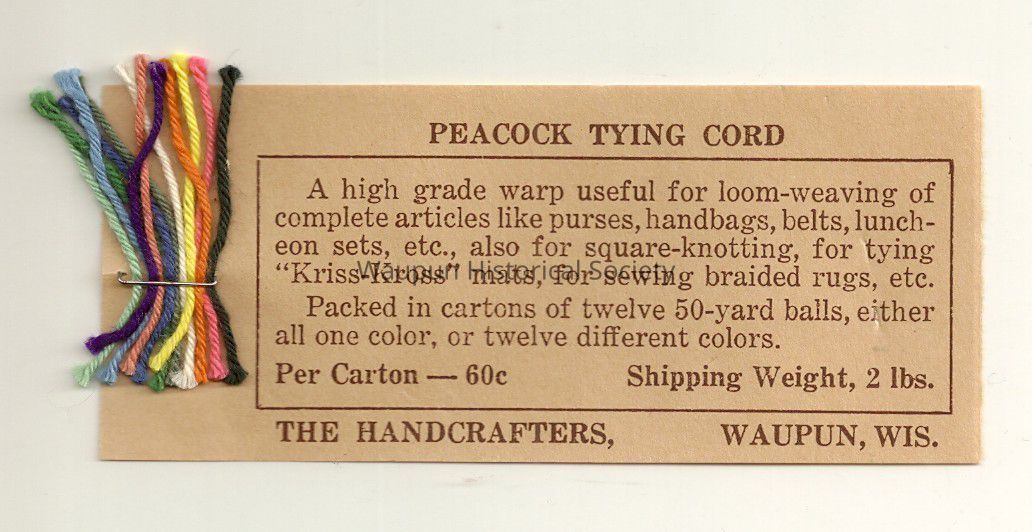 PEACOCK TYING CORD
A high grade warp useful for loom-weaving of
complete articles like purses, handbags, belts, lunch-
eon sets, etc., also for square-knotting, for tying
“Kriss-Kross” mats, for sewing braided rugs, etc.
Waupun Historical Society
Packed in cartons of twelve 50-yard balls, either
all one color, or twelve different colors.
Per Carton — 60c Shipping Weight, 2 lbs.
THE HANDCRAFTERS, WAUPUN, WIS.